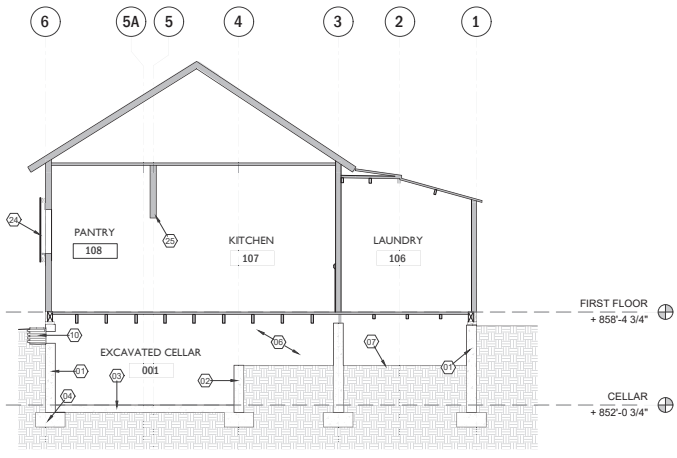 6 5A 5 4 3 2 1
24
PANTRY
108
25
KITCHEN
107
LAUNDRY
106
FIRST FLOOR
+ 858'-4 3/4"
10
06
07
EXCAVATED CELLAR
001
01
03
02
01
04
CELLAR
+ 852'-0 3/4"